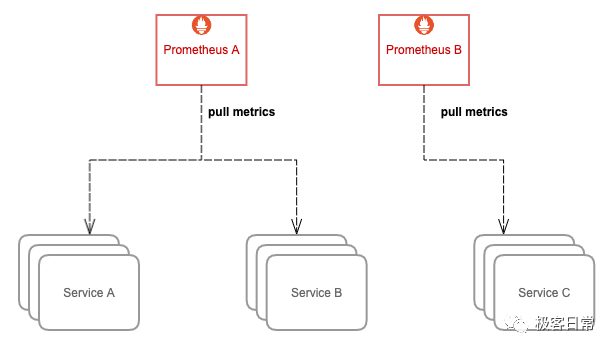 Prometheus A
Prometheus B
pull metrics
pull metrics
Service A
Service B
Service C
极客日常